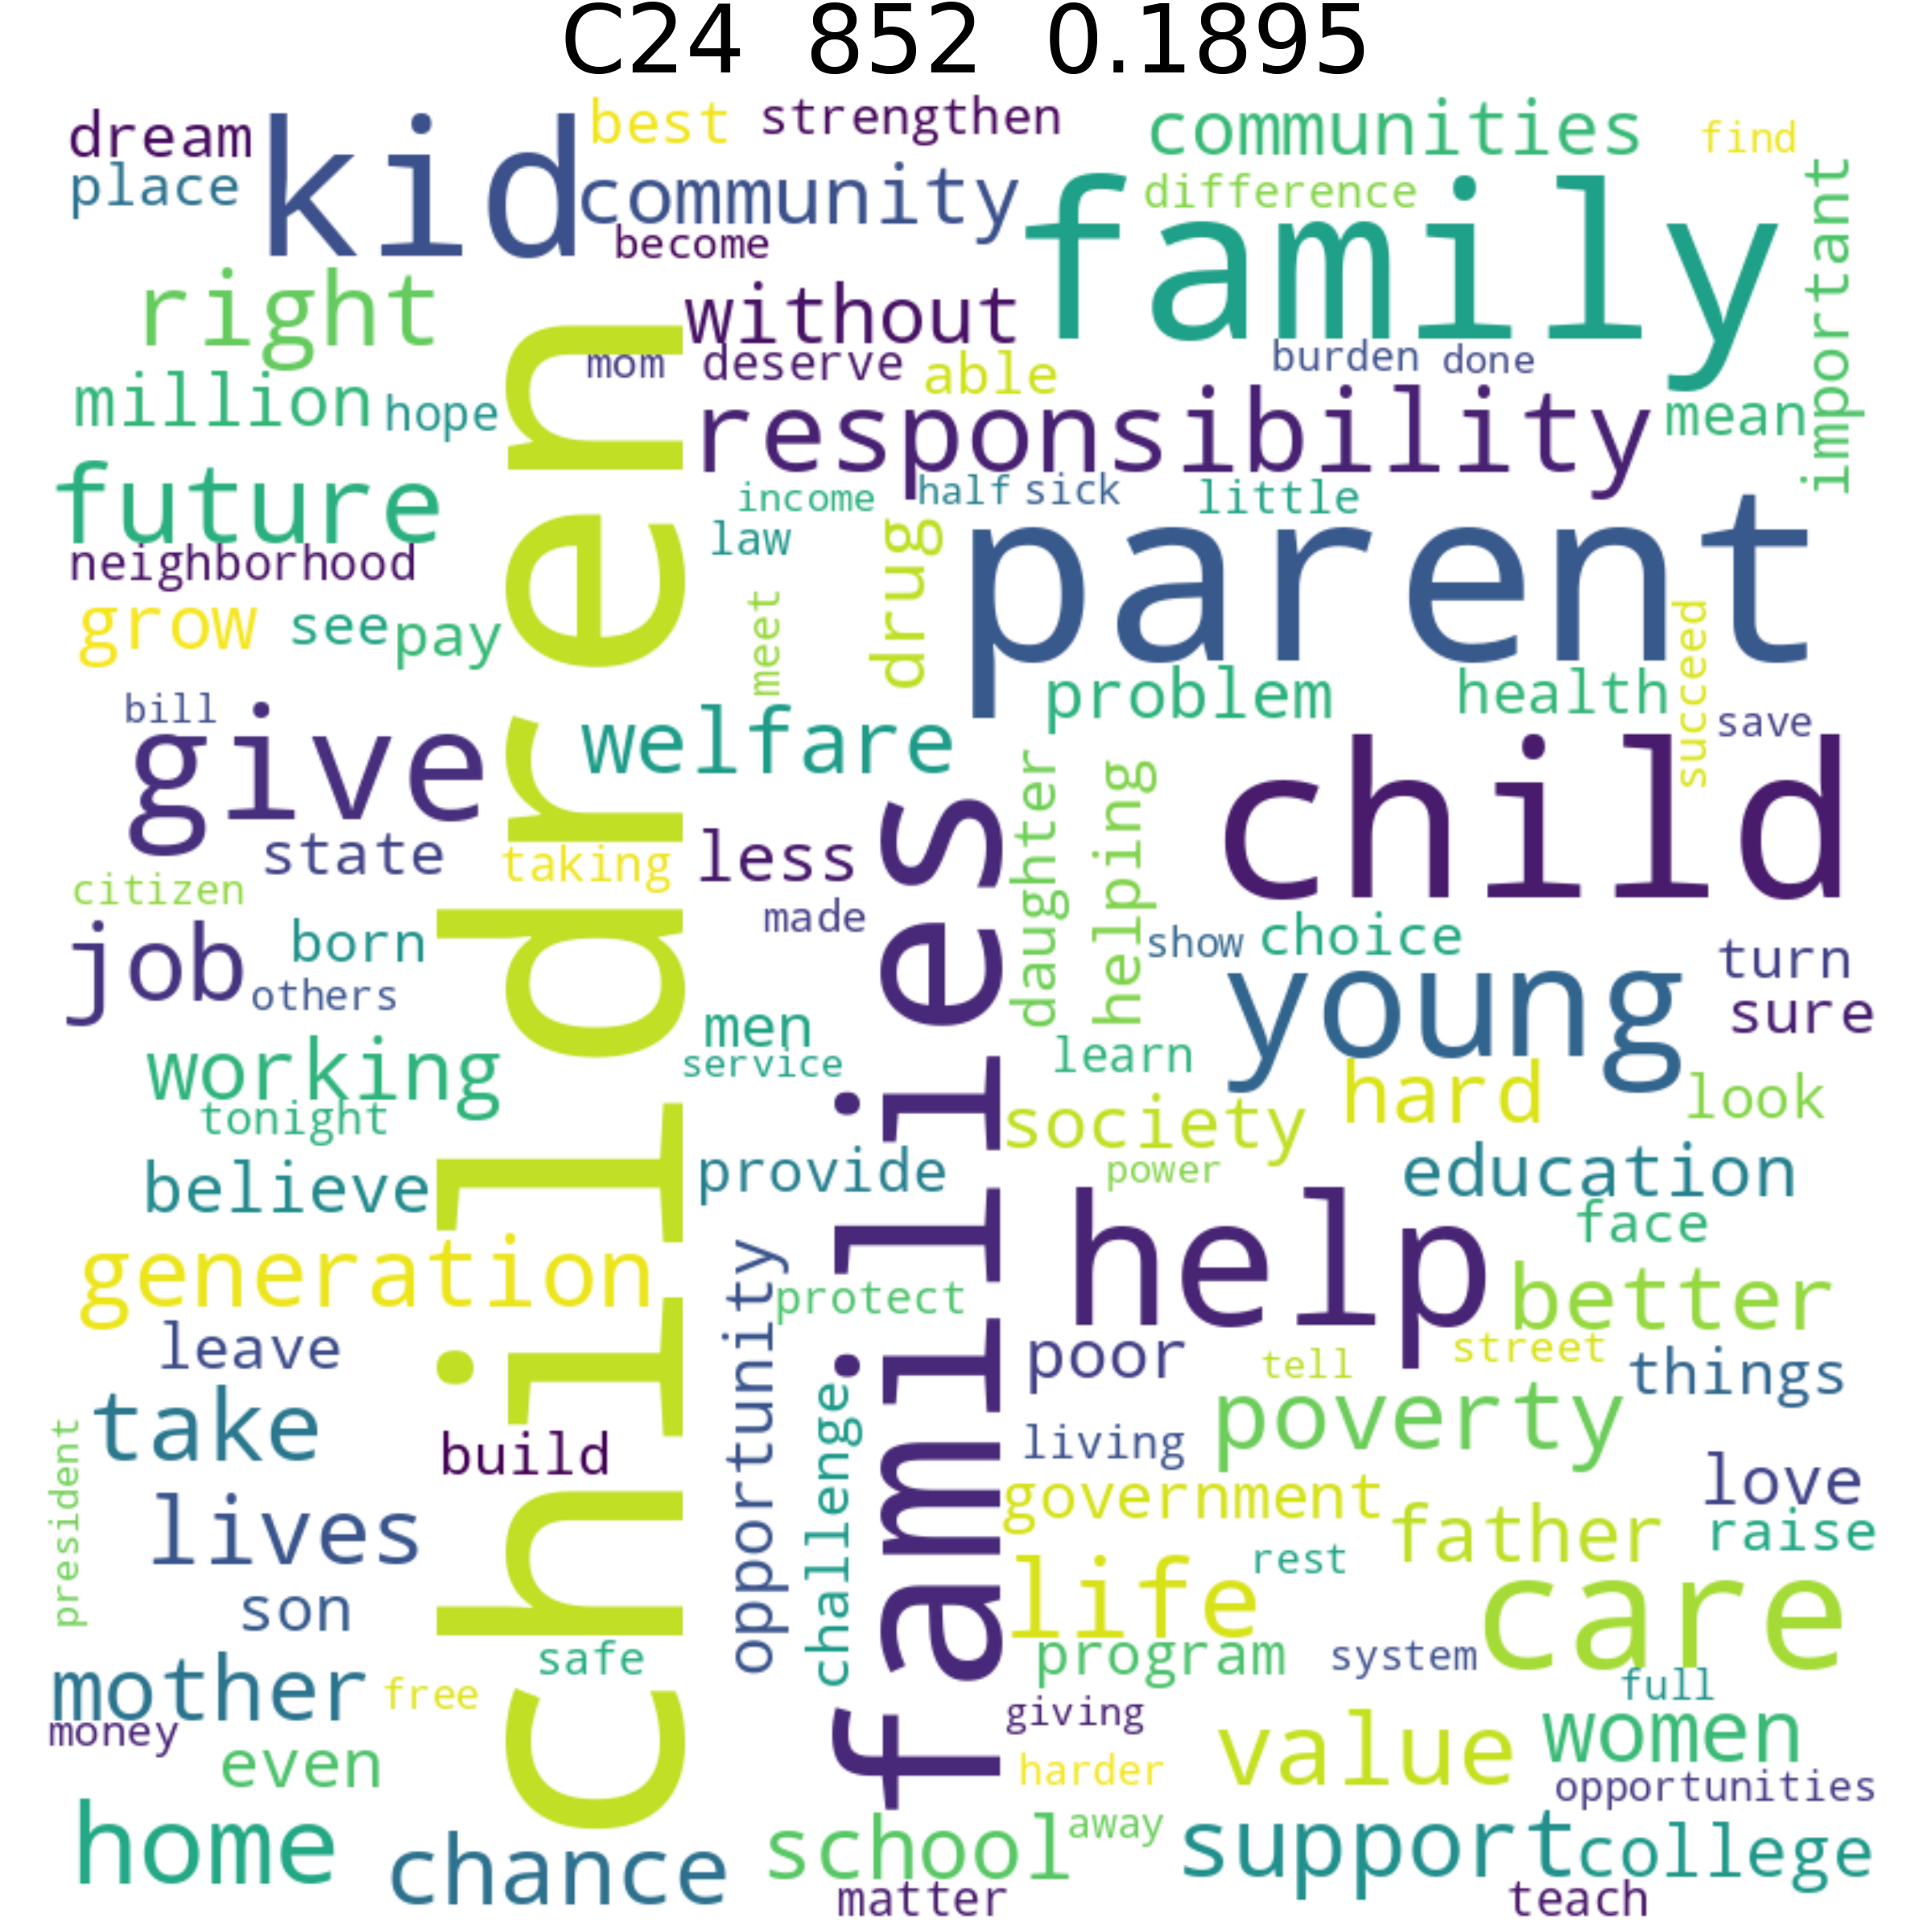 C24 852 0.1895
dream
kid
best
strengthen
communities
find
place
community
difference
family
important
become
right
without
mom
deserve
able
burden
done
million
hope
responsibility
mean
future
income
half
sick
little
neighborhood
law
drug
parent
grow
see
pay
meet
succeed
bill
problem
health
save
give
welfare
child
state
taking
less
daughter
helping
citizen
made
show
choice
turn
job
born
others
young
sure
children
families
working
men
service
learn
hard
look
tonight
society
believe
provide
power
education
face
generation
opportunity
protect
help
better
leave
poor
tell
street
things
take
build
challenge
living
poverty
president
lives
government
father
love
raise
son
rest
life
care
safe
program
system
mother
free
full
money
giving
value
women
even
harder
opportunities
home
chance
school
away
support
college
matter
teach